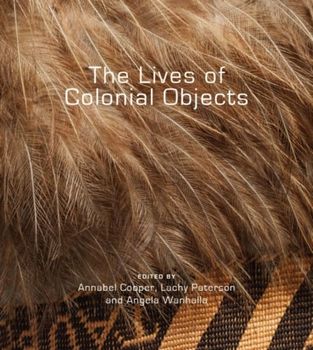 The Lives of
Colonial Objects
EDITED BY
Annabel Cooper, Lachy Paterson
and Angela Wanhalla